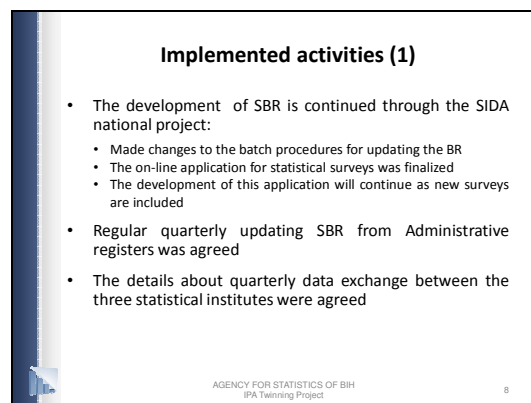 Implemented activities (1)
• The development of SBR is continued through the SIDA
national project:
• Made changes to the batch procedures for updating the BR
• The on-line application for statistical surveys was finalized
• The development of this application will continue as new surveys
are included
• Regular quarterly updating SBR from Administrative
registers was agreed
• The details about quarterly data exchange between the
three statistical institutes were agreed
AGENCY FOR STATISTICS OF BIH
IPA Twinning Project
8